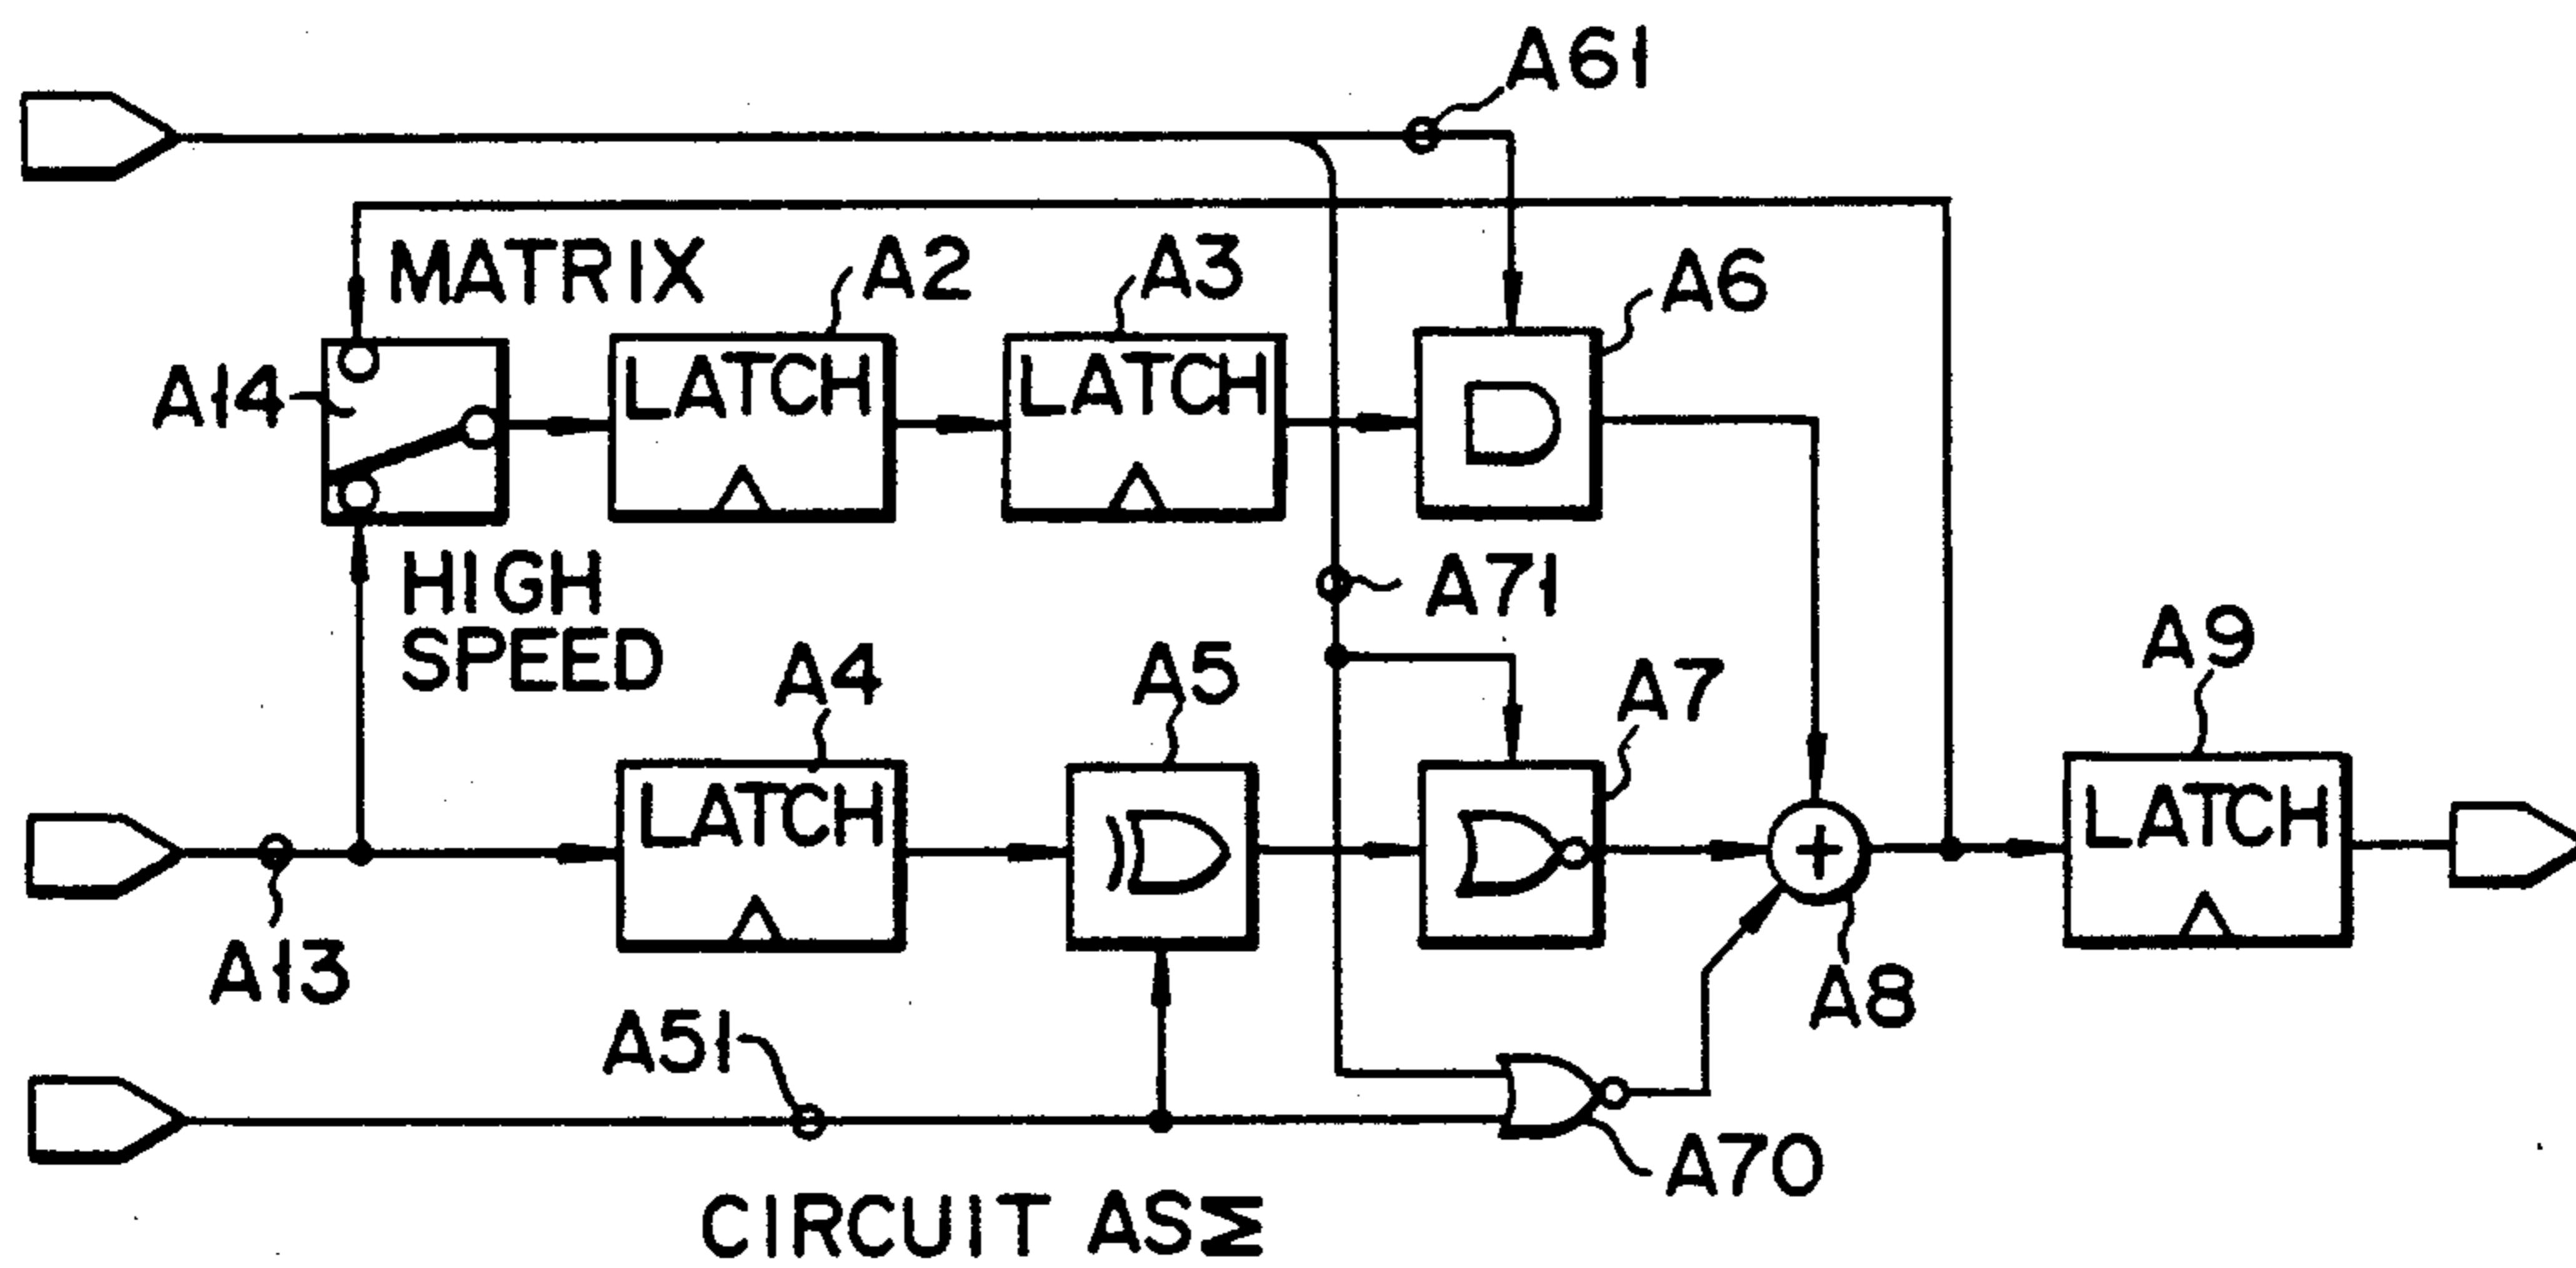 A61
MATRIX
A2
A3
A6
A14
LATCH
LATCH
HIGH
SPEED
A71
A4
A5
A7
A9
LATCH
LATCH
+
A13
A51
A8
A70
CIRCUIT ASΣ